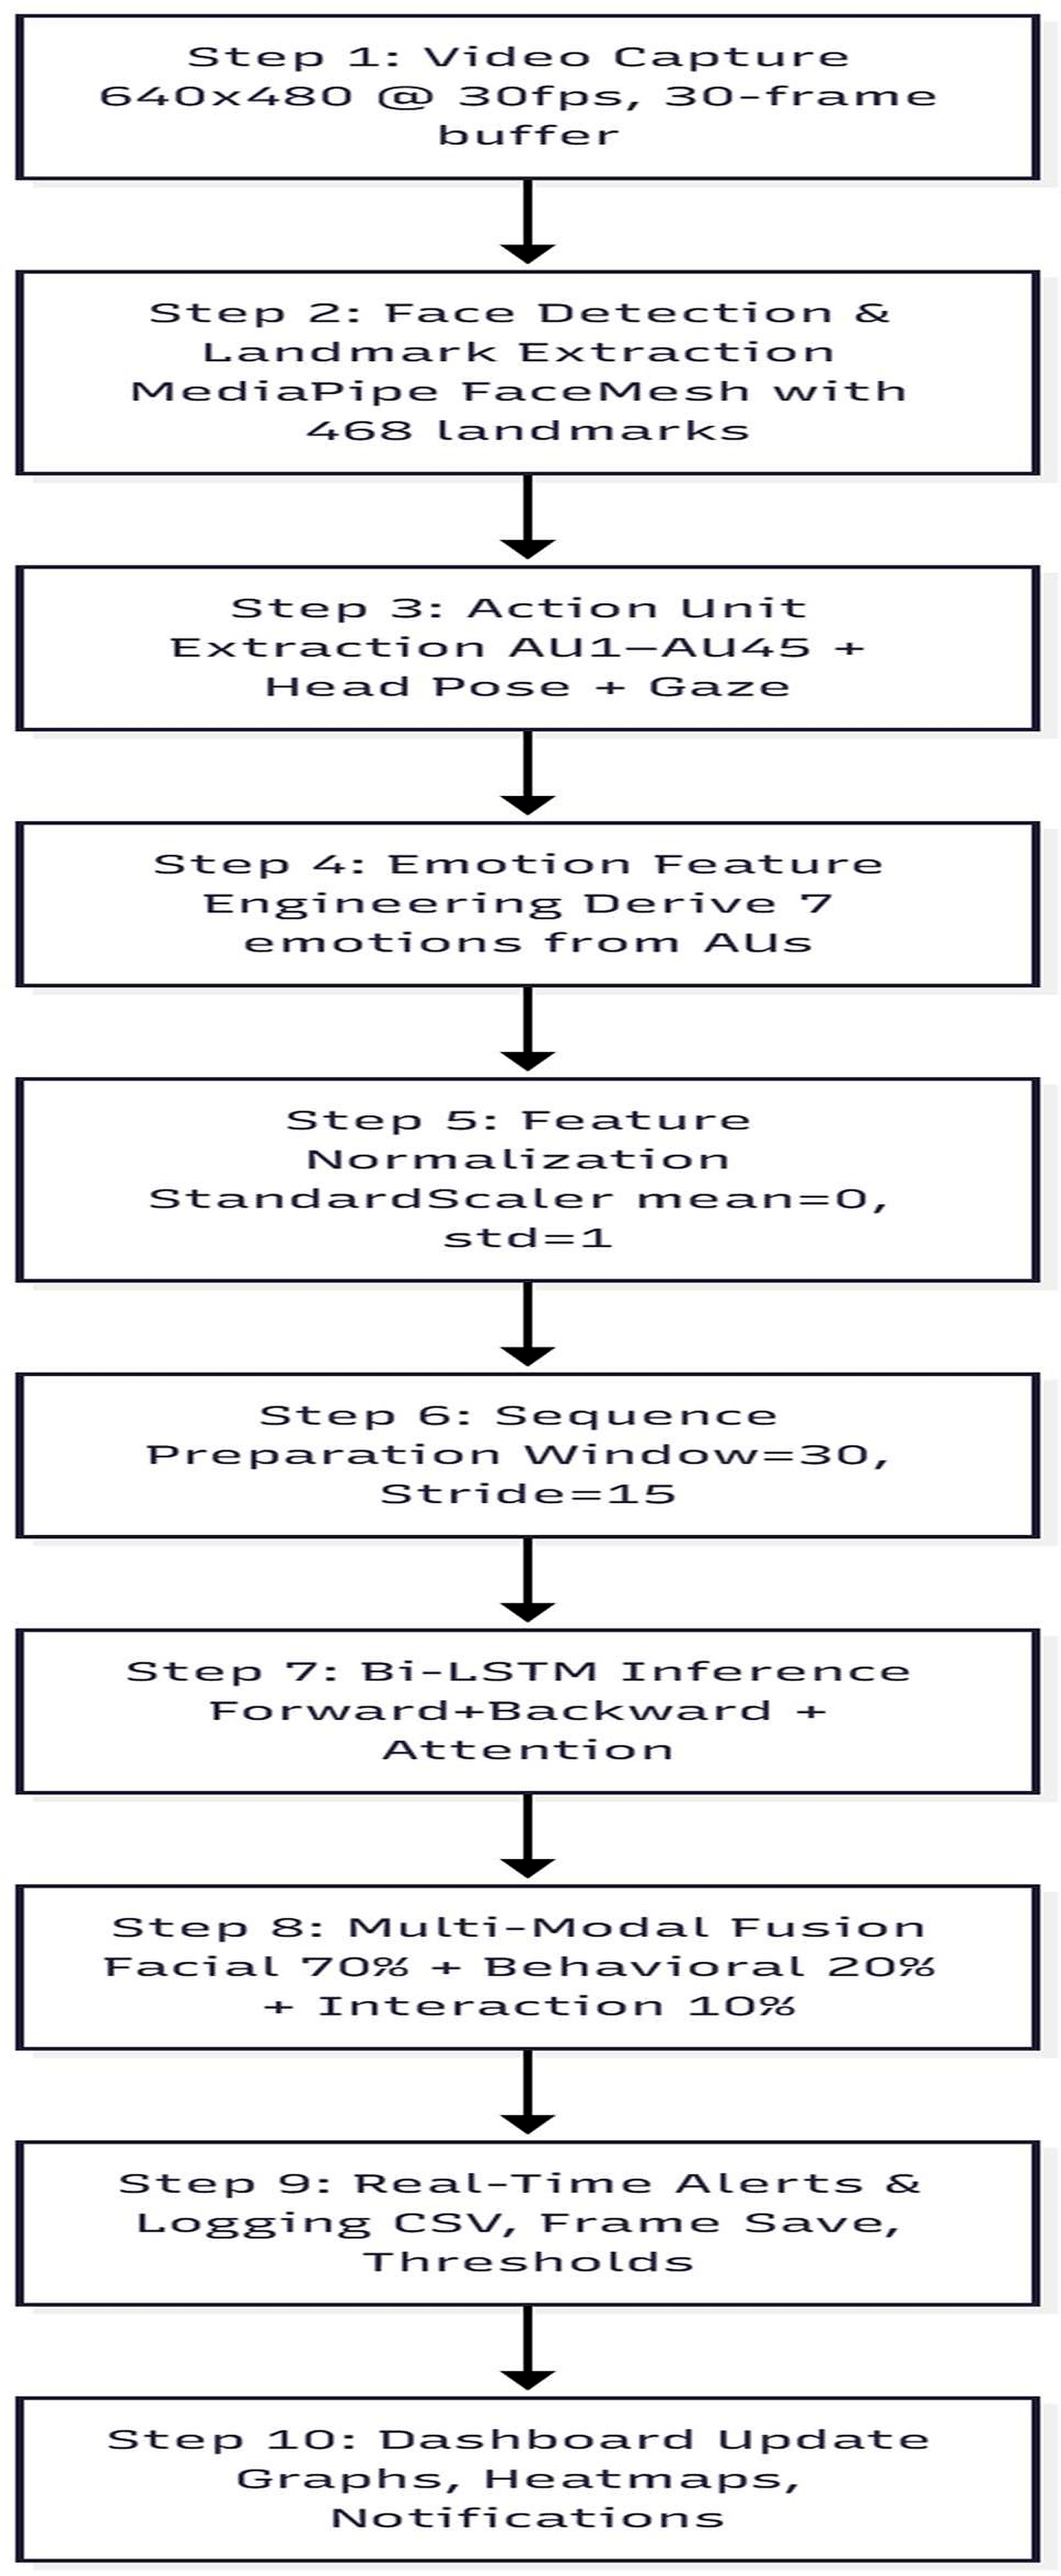 Step 1: Video Capture
640x480 @ 30fps, 30-frame
buffer
Step 2: Face Detection &
Landmark Extraction
MediaPipe FaceMesh with
468 landmarks
Step 3: Action Unit
Extraction AU1–AU45 +
Head Pose + Gaze
Step 4: Emotion Feature
Engineering Derive 7
emotions from AUs
Step 5: Feature
Normalization
StandardScaler mean=0,
std=1
Step 6: Sequence
Preparation Window=30,
Stride=15
Step 7: Bi-LSTM Inference
Forward+Backward +
Attention
Step 8: Multi-Modal Fusion
Facial 70% + Behavioral 20%
+ Interaction 10%
Step 9: Real-Time Alerts &
Logging CSV, Frame Save,
Thresholds
Step 10: Dashboard Update
Graphs, Heatmaps,
Notifications